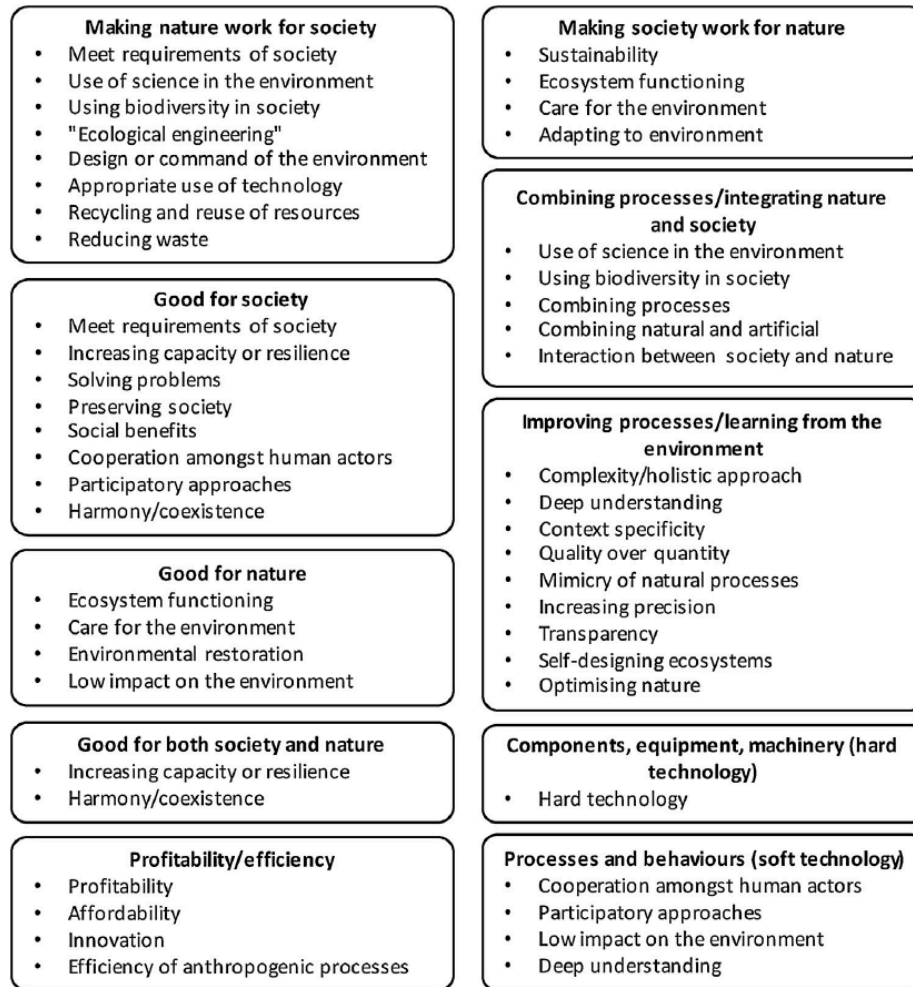 Making nature work for society
• Meet requirements of society
• Use of science in the environment
• Using biodiversity in society
• "Ecological engineering"
• Design or command of the environment
• Appropriate use of technology
• Recycling and reuse of resources
• Reducing waste
Good for society
• Meet requirements of society
• Increasing capacity or resilience
• Solving problems
• Preserving society
• Social benefits
• Cooperation amongst human actors
• Participatory approaches
• Harmony/coexistence
Good for nature
• Ecosystem functioning
• Care for the environment
• Environmental restoration
• Low impact on the environment
Good for both society and nature
• Increasing capacity or resilience
• Harmony/coexistence
Profitability/efficiency
• Profitability
• Affordability
• Innovation
• Efficiency of anthropogenic processes
Making society work for nature
• Sustainability
• Ecosystem functioning
• Care for the environment
• Adapting to environment
Combining processes/integrating nature
and society
• Use of science in the environment
• Using biodiversity in society
• Combining processes
• Combining natural and artificial
• Interaction between society and nature
Improving processes/learning from the
environment
• Complexity/holistic approach
• Deep understanding
• Context specificity
• Quality over quantity
• Mimicry of natural processes
• Increasing precision
• Transparency
• Self-designing ecosystems
• Optimising nature
Components, equipment, machinery (hard
technology)
• Hard technology
Processes and behaviours (soft technology)
• Cooperation amongst human actors
• Participatory approaches
• Low impact on the environment
• Deep understanding